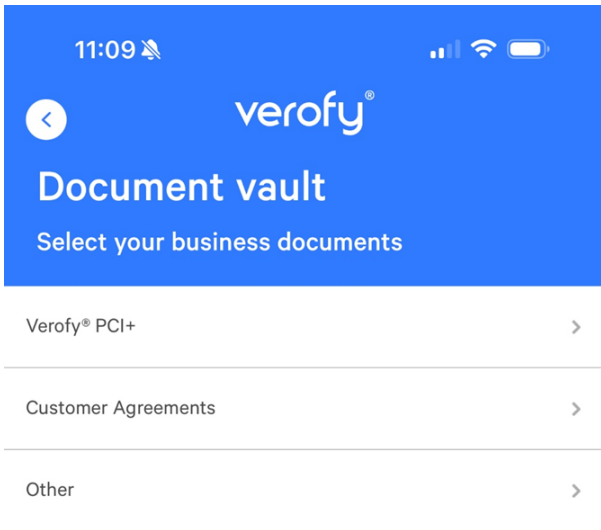 11:09
verofy®
Document vault
Select your business documents
Verofy® PCI+
Customer Agreements
Other